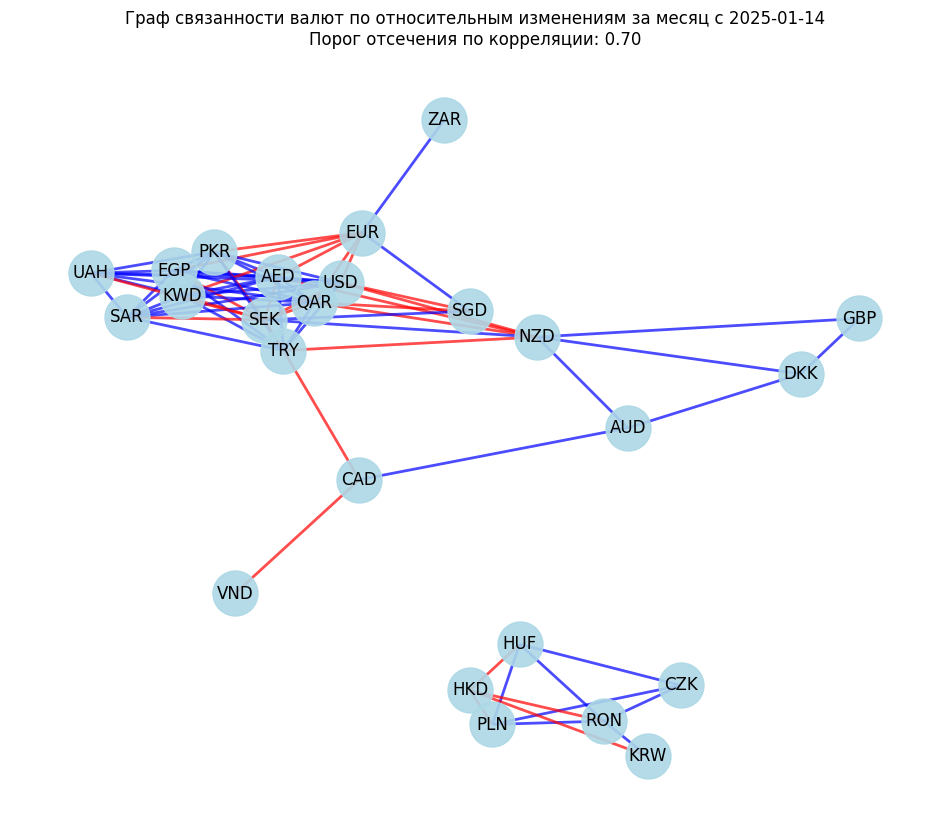 Граф связанности валют по относительным изменениям за месяц с 2025-01-14
Порог отсечения по корреляции: 0.70
ZAR
EUR
PKR
EGP
UAH
AED
USD
KWD
QAR
SAR
SEK
SGD
GBP
NZD
TRY
DKK
AUD
CAD
VND
HUF
CZK
HKD
RON
PLN
KRW